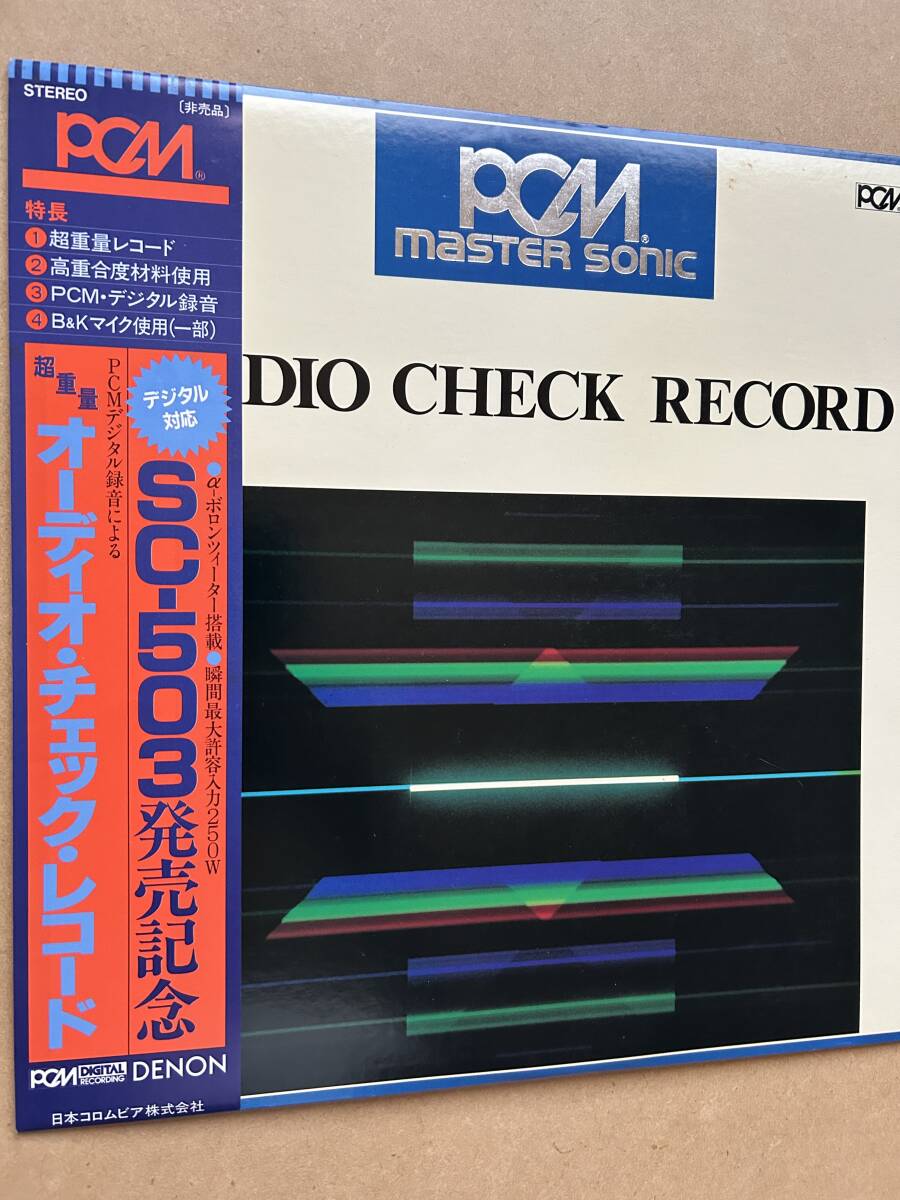 STEREO
〔非売品〕
PCM®
特長
1 超重量レコード
2 高重合度材料使用
3 PCM・デジタル録音
4 B&Kマイク使用(一部)
超重量
PCMデジタル録音による
オーディオ・チェック・レコード
デジタル
対応
SC-503発売記念
・α-ボロンツィーター搭載・瞬間最大許容入力250W
PCM DIGITAL RECORDING DENON
日本コロムビア株式会社
PCM®
master sonic
PCM
DIO CHECK RECORD